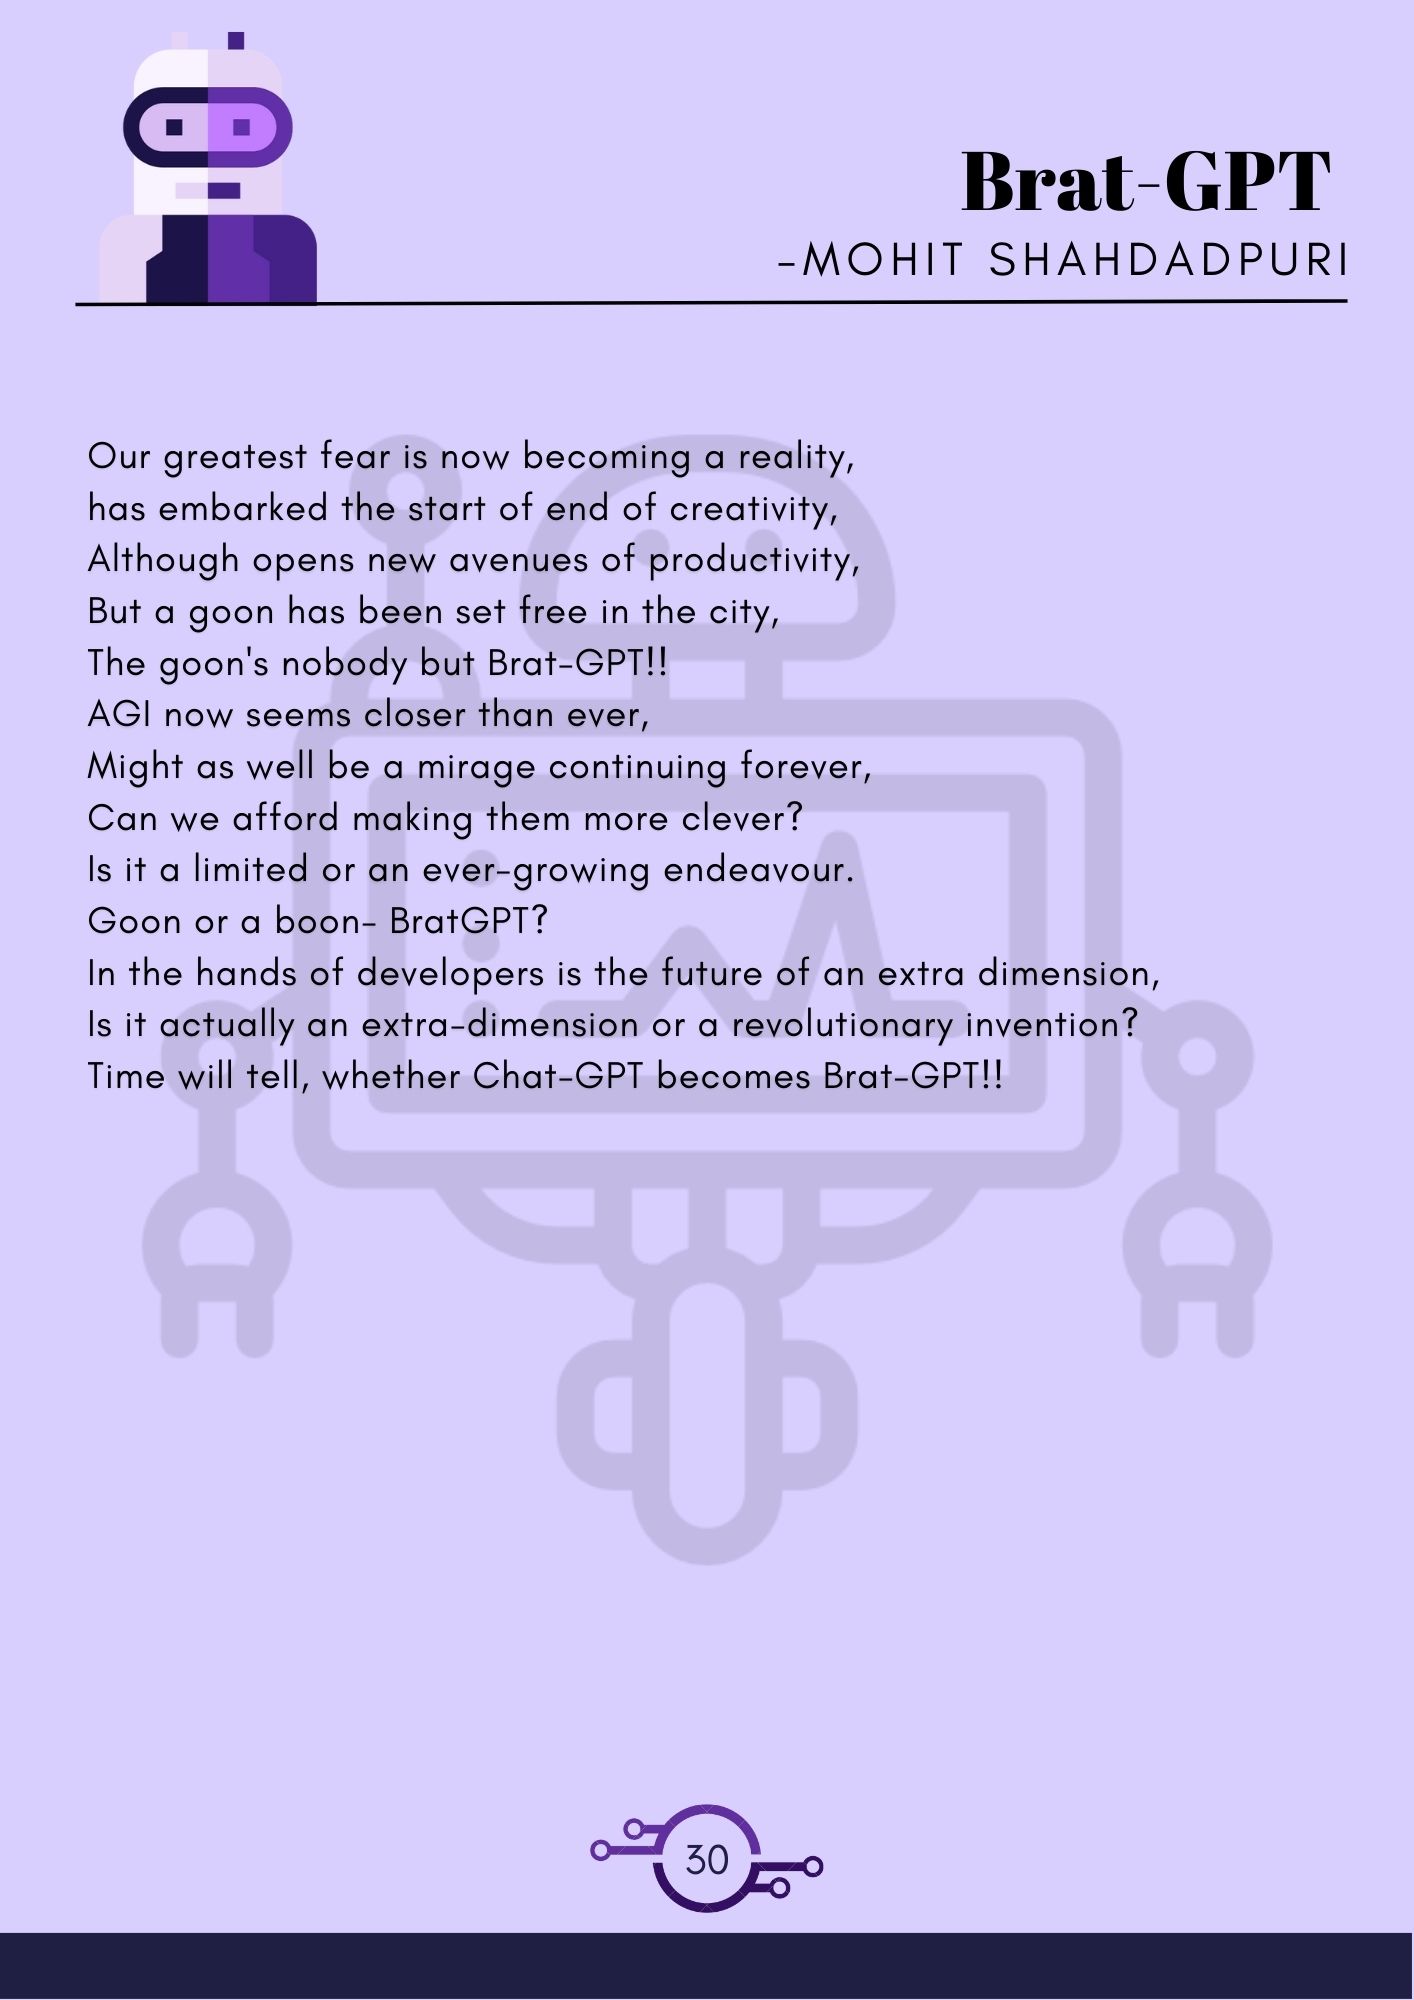 Brat-GPT
-MOHIT SHAHDADPURI
Our greatest fear is now becoming a reality,
has embarked the start of end of creativity,
Although opens new avenues of productivity,
But a goon has been set free in the city,
The goon's nobody but Brat-GPT!!
AGI now seems closer than ever,
Might as well be a mirage continuing forever,
Can we afford making them more clever?
Is it a limited or an ever-growing endeavour.
Goon or a boon- BratGPT?
In the hands of developers is the future of an extra dimension,
Is it actually an extra-dimension or a revolutionary invention?
Time will tell, whether Chat-GPT becomes Brat-GPT!!
30